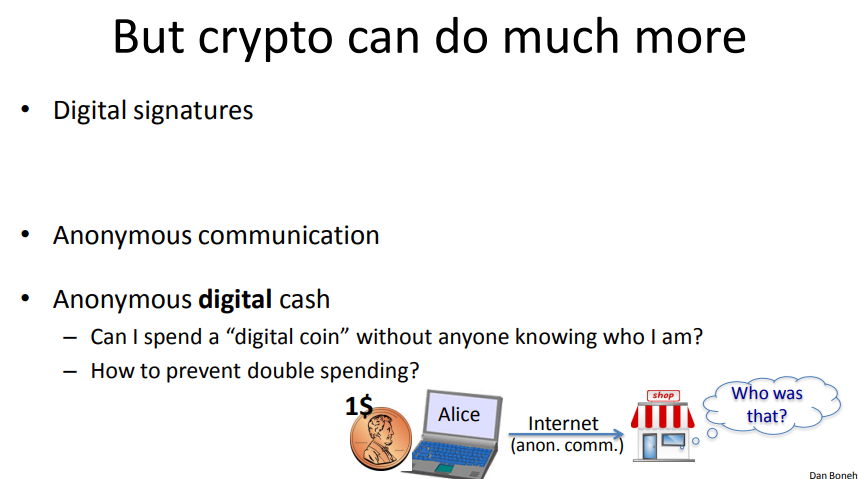 But crypto can do much more
• Digital signatures
• Anonymous communication
• Anonymous digital cash
– Can I spend a “digital coin” without anyone knowing who I am?
– How to prevent double spending?
1$
Alice
Internet
(anon. comm.)
shop
Who was
that?
Dan Boneh